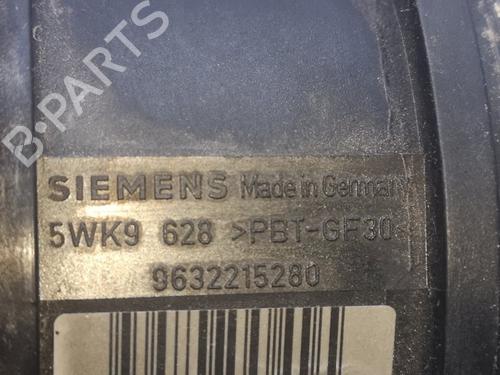 B-PARTS
SIEMENS Made in Germany
5WK9 628 >PBT-GF30
9632215280